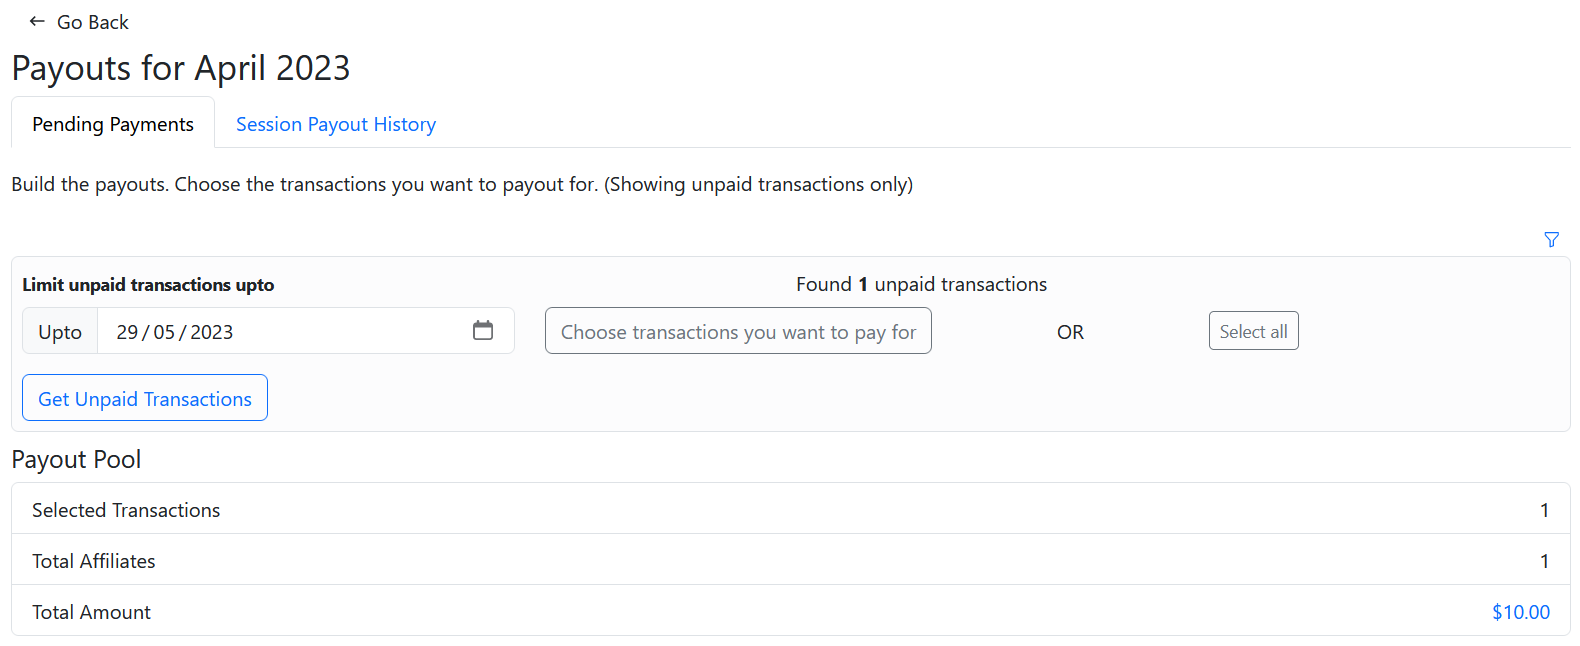 ← Go Back
Payouts for April 2023
Pending Payments Session Payout History
Build the payouts. Choose the transactions you want to payout for. (Showing unpaid transactions only)
Limit unpaid transactions upto Found 1 unpaid transactions
Upto 29/05/2023 Choose transactions you want to pay for OR Select all
Get Unpaid Transactions
Payout Pool
Selected Transactions 1
Total Affiliates 1
Total Amount $10.00